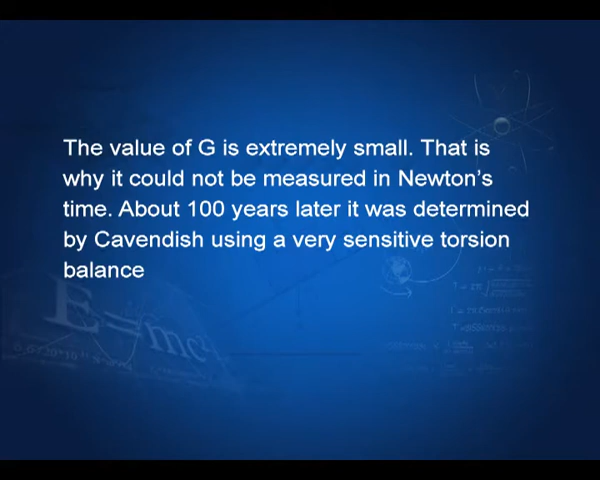 The value of G is extremely small. That is
why it could not be measured in Newton's
time. About 100 years later it was determined
by Cavendish using a very sensitive torsion
balance
E=mc²